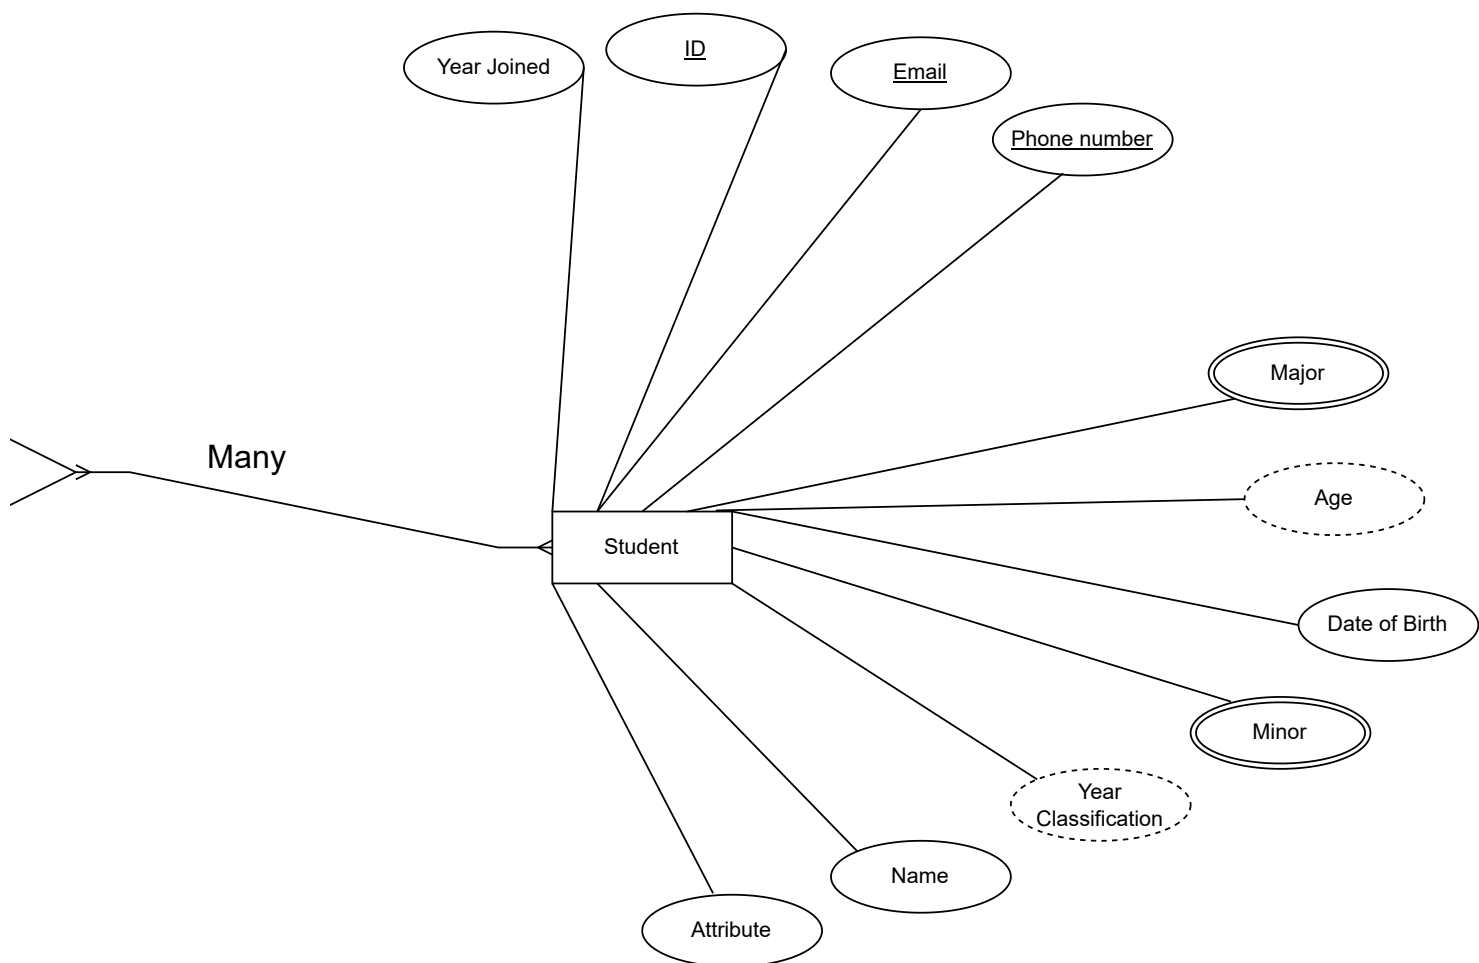 Year Joined
ID
Email
Phone number
Major
Many
Age
Student
Date of Birth
Minor
Year
Classification
Name
Attribute